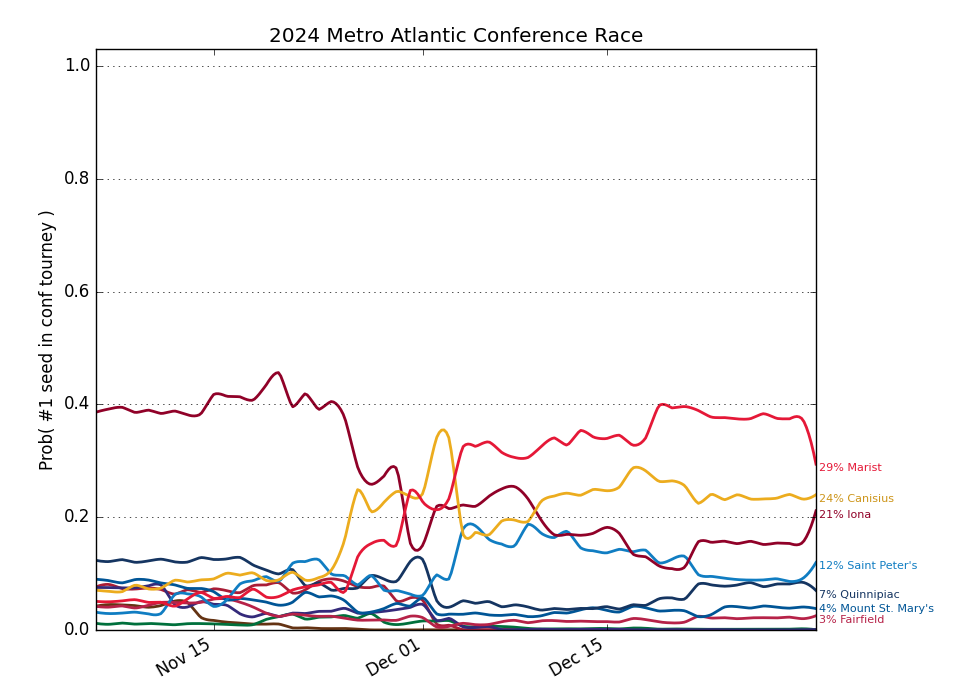 2024 Metro Atlantic Conference Race
Prob( #1 seed in conf tourney )
1.0
0.8
0.6
0.4
0.2
0.0
Nov 15
Dec 01
Dec 15
29% Marist
24% Canisius
21% Iona
12% Saint Peter's
7% Quinnipiac
4% Mount St. Mary's
3% Fairfield